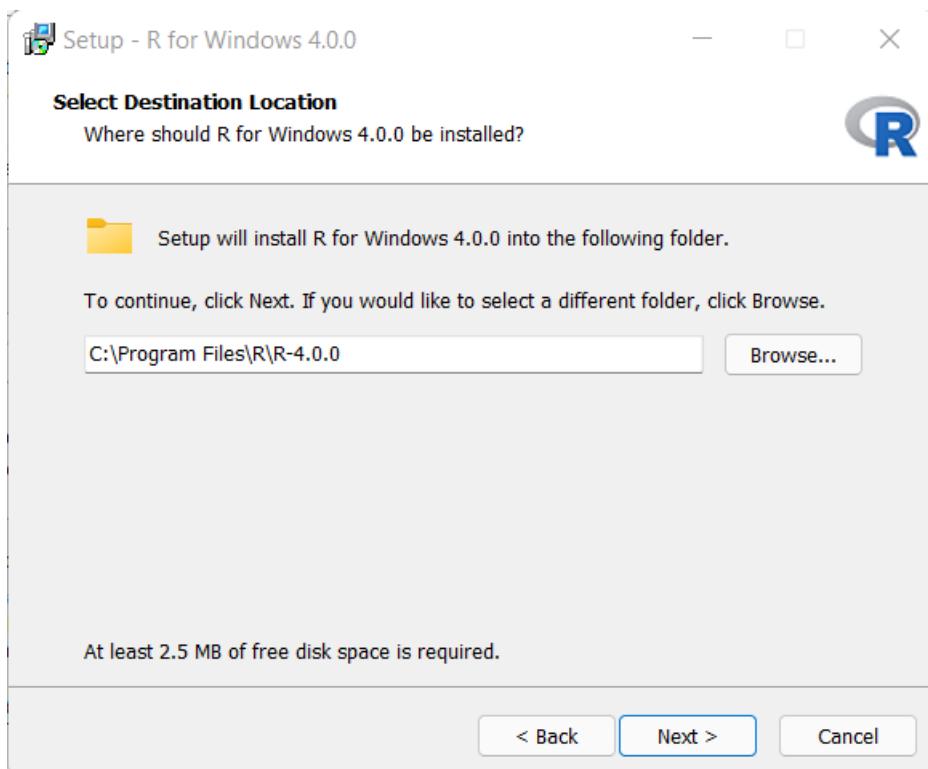 Setup - R for Windows 4.0.0
Select Destination Location
Where should R for Windows 4.0.0 be installed?
R
Setup will install R for Windows 4.0.0 into the following folder.
To continue, click Next. If you would like to select a different folder, click Browse.
C:\Program Files\R\R-4.0.0
Browse...
At least 2.5 MB of free disk space is required.
< Back
Next >
Cancel